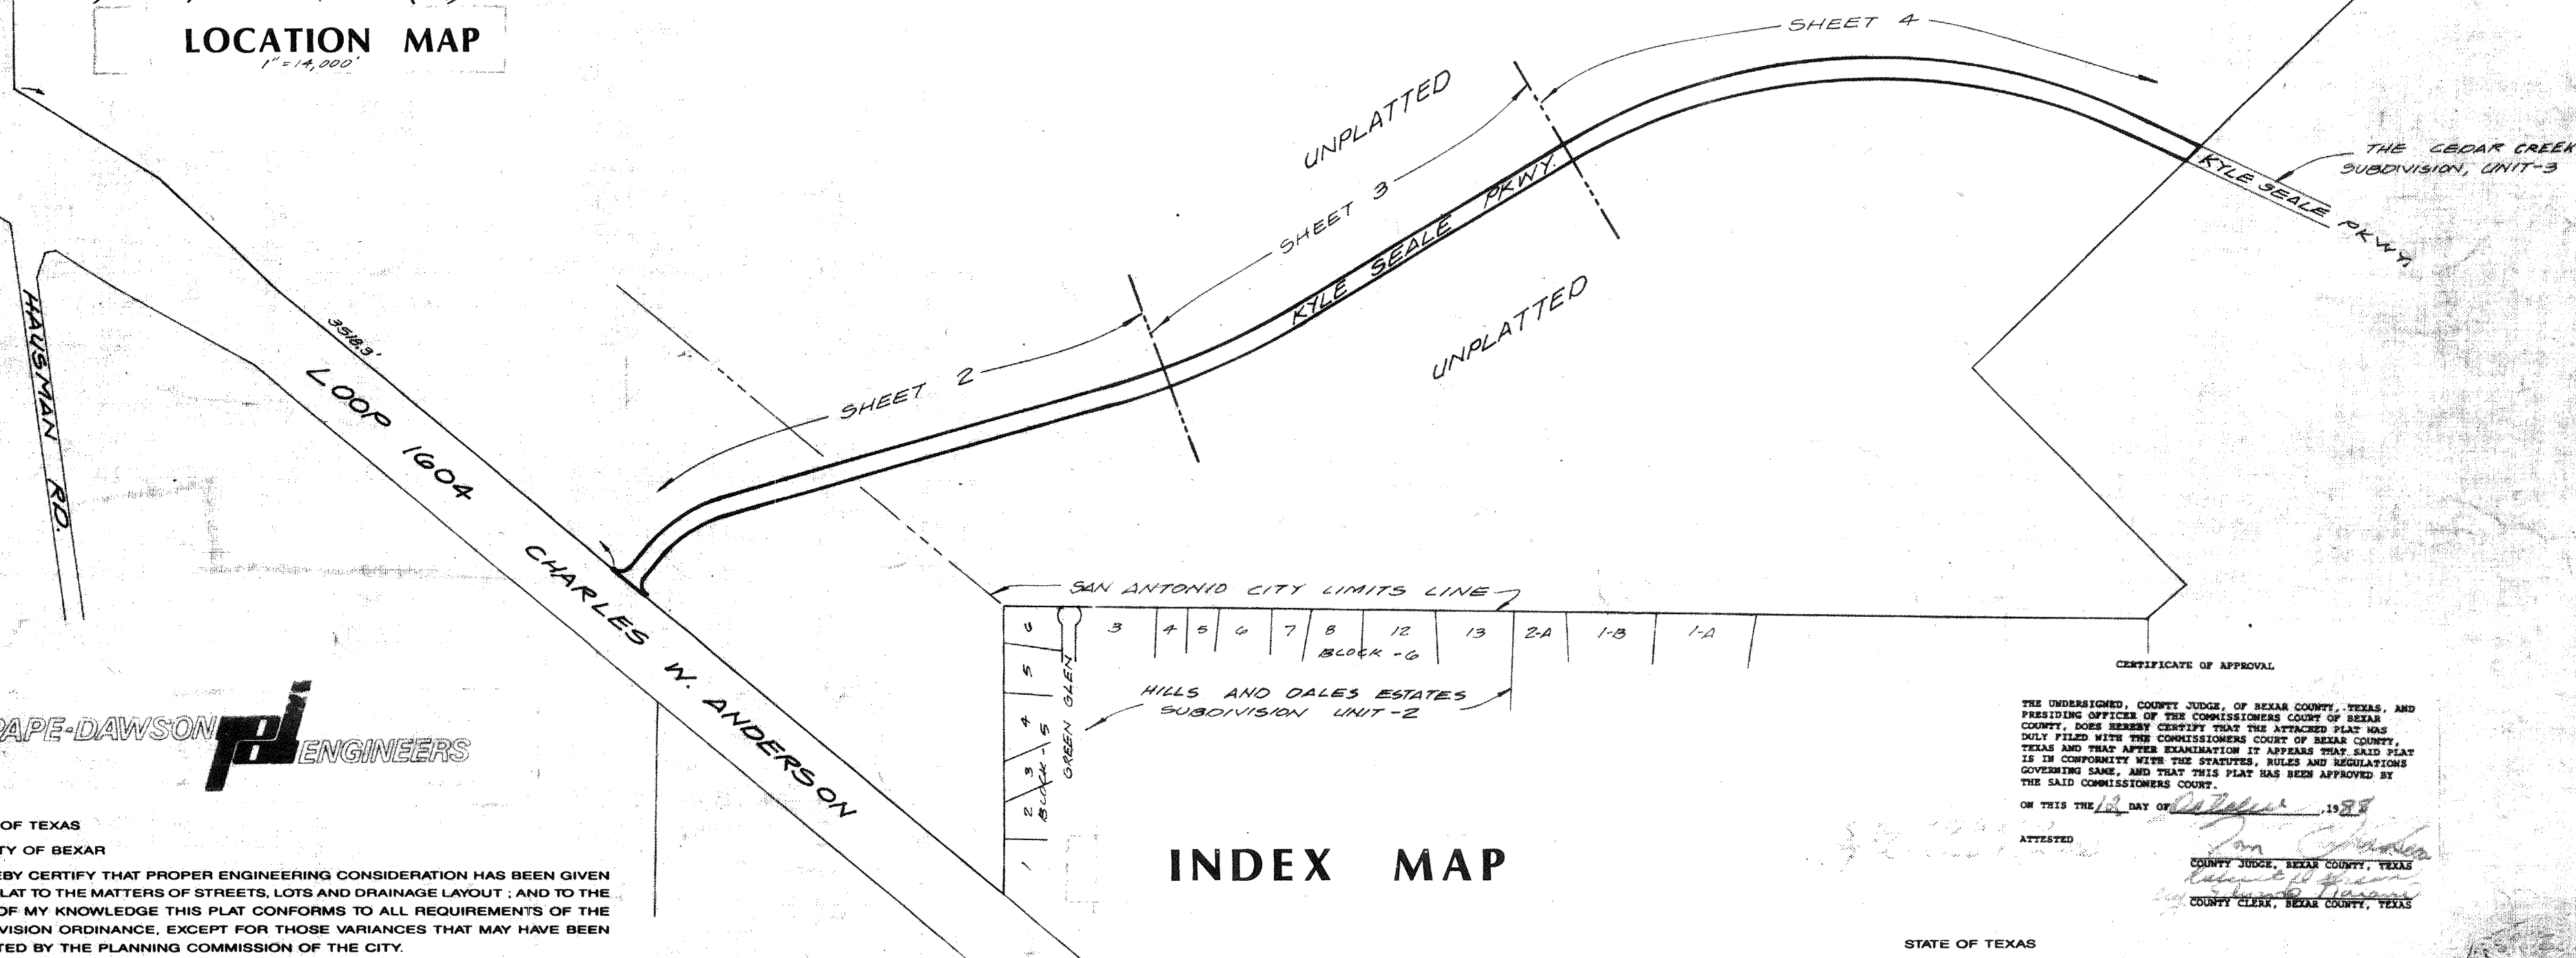 LOCATION MAP
1"=14,000'
SHEET 4
UNPLATTED
THE CEDAR CREEK
SUBDIVISION, UNIT-3
KYLE SEALE PKWY
SHEET 3
KYLE SEALE PKWY.
UNPLATTED
HAUSMAN RD.
3518.3'
LOOP 1604
SHEET 2
CHARLES W. ANDERSON
SAN ANTONIO CITY LIMITS LINE
3 4 5 6 7 8 12 13 2-A 1-B 1-A
BLOCK -6
5
4
3
2
1
BLOCK-5
GREEN GLEN
HILLS AND DALES ESTATES
SUBDIVISION UNIT-2
PAPE-DAWSON
pdi
ENGINEERS
INDEX MAP
OF TEXAS
TY OF BEXAR
EBY CERTIFY THAT PROPER ENGINEERING CONSIDERATION HAS BEEN GIVEN
LAT TO THE MATTERS OF STREETS, LOTS AND DRAINAGE LAYOUT ; AND TO THE
OF MY KNOWLEDGE THIS PLAT CONFORMS TO ALL REQUIREMENTS OF THE
VISION ORDINANCE, EXCEPT FOR THOSE VARIANCES THAT MAY HAVE BEEN
TED BY THE PLANNING COMMISSION OF THE CITY.
CERTIFICATE OF APPROVAL
THE UNDERSIGNED, COUNTY JUDGE, OF BEXAR COUNTY, TEXAS, AND
PRESIDING OFFICER OF THE COMMISSIONERS COURT OF BEXAR
COUNTY, DOES HEREBY CERTIFY THAT THE ATTACHED PLAT WAS
DULY FILED WITH THE COMMISSIONERS COURT OF BEXAR COUNTY,
TEXAS AND THAT AFTER EXAMINATION IT APPEARS THAT SAID PLAT
IS IN CONFORMITY WITH THE STATUTES, RULES AND REGULATIONS
GOVERNING SAME, AND THAT THIS PLAT HAS BEEN APPROVED BY
THE SAID COMMISSIONERS COURT.
ON THIS THE 12 DAY OF October ,1988
ATTESTED
COUNTY JUDGE, BEXAR COUNTY, TEXAS
COUNTY CLERK, BEXAR COUNTY, TEXAS
STATE OF TEXAS